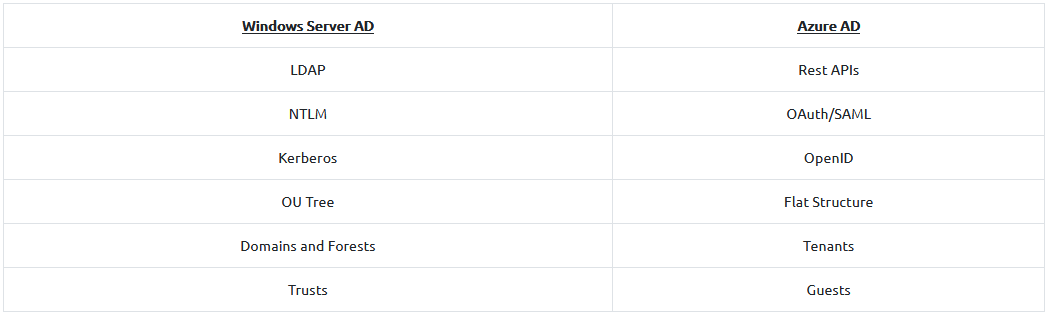 Windows Server AD Azure AD
LDAP Rest APIs
NTLM OAuth/SAML
Kerberos OpenID
OU Tree Flat Structure
Domains and Forests Tenants
Trusts Guests